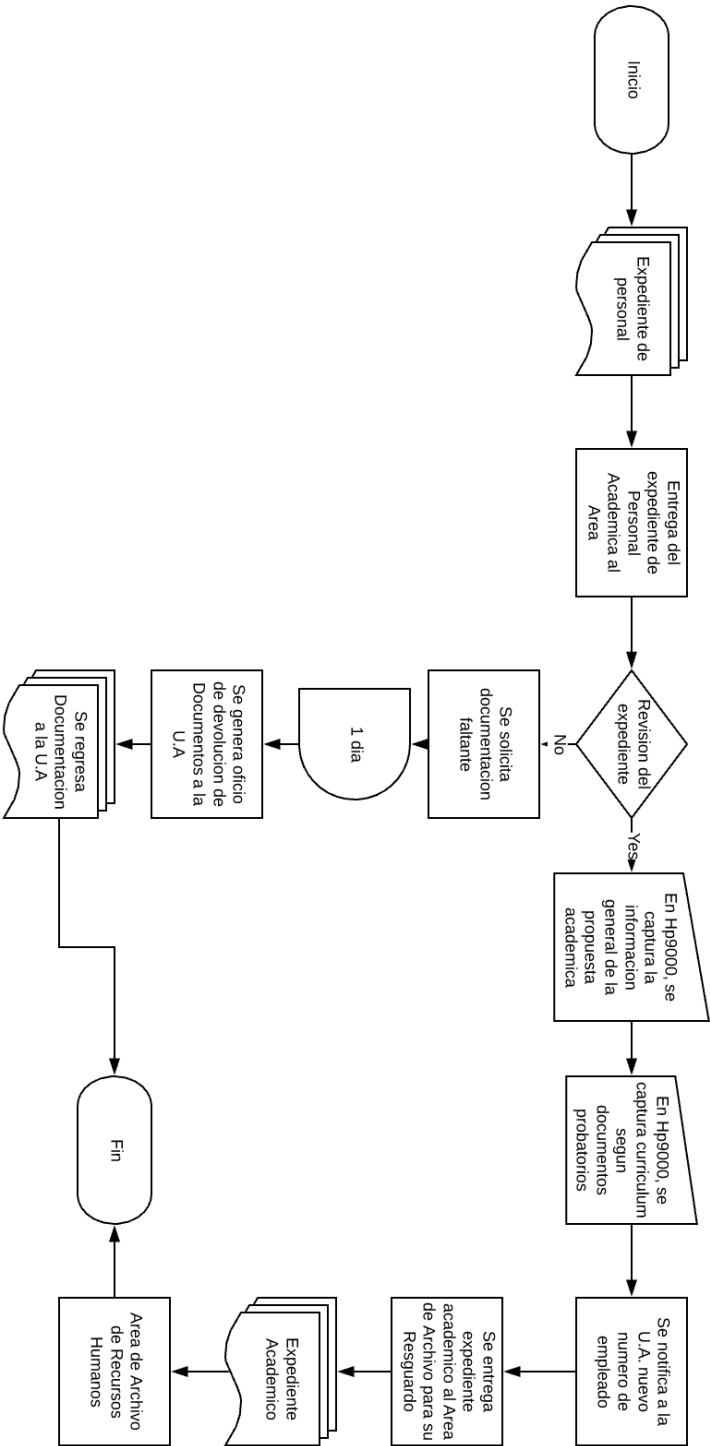 Inicio
Expediente de
personal
Entrega del
expediente de
Personal
Academica al
Area
Revision del
expediente
No
Yes
Se solicita
documentacion
faltante
1 dia
Se genera oficio
de devolucion de
Documentos a la
U.A
Se regresa
Documentacion
a la U.A
En Hp9000, se
captura la
informacion
general de la
propuesta
academica
En Hp9000, se
captura curriculum
segun
documentos
probatorios
Se notifica a la
U.A. nuevo
numero de
empleado
Se entrega
expediente
academico al Area
de Archivo para su
Resguardo
Expediente
Academico
Area de Archivo
de Recursos
Humanos
Fin